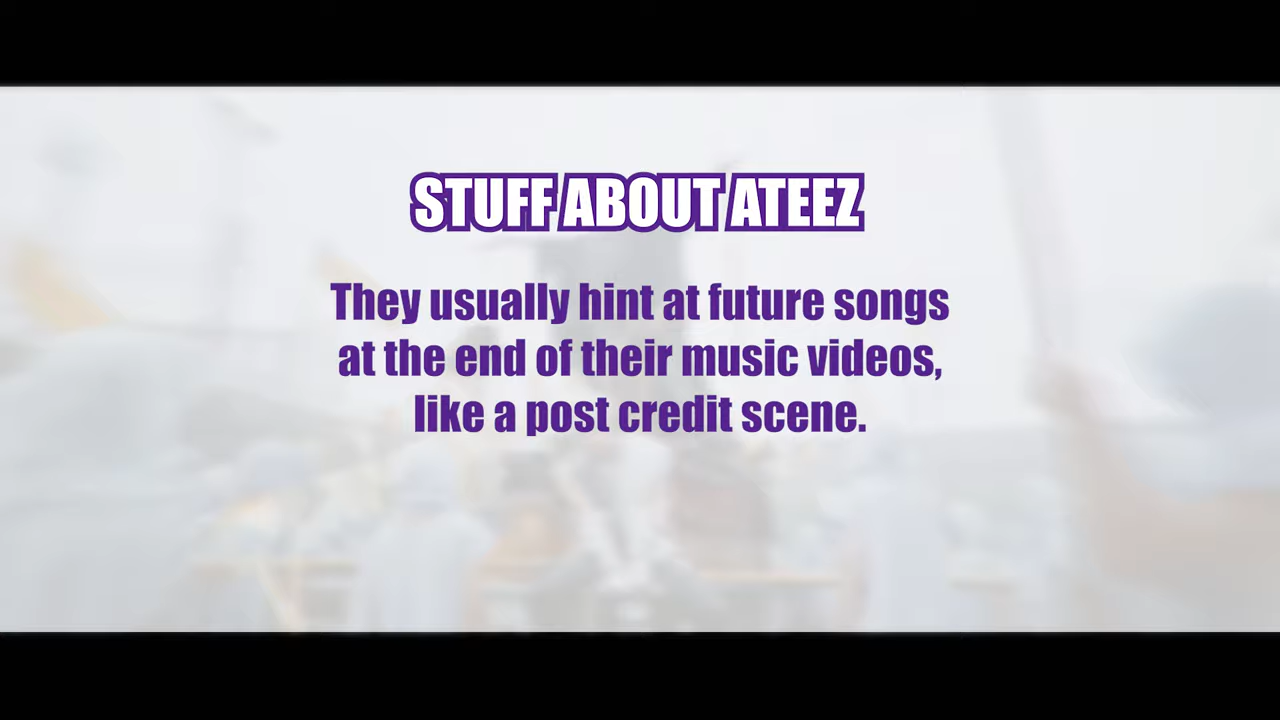 STUFF ABOUT ATEEZ
They usually hint at future songs
at the end of their music videos,
like a post credit scene.